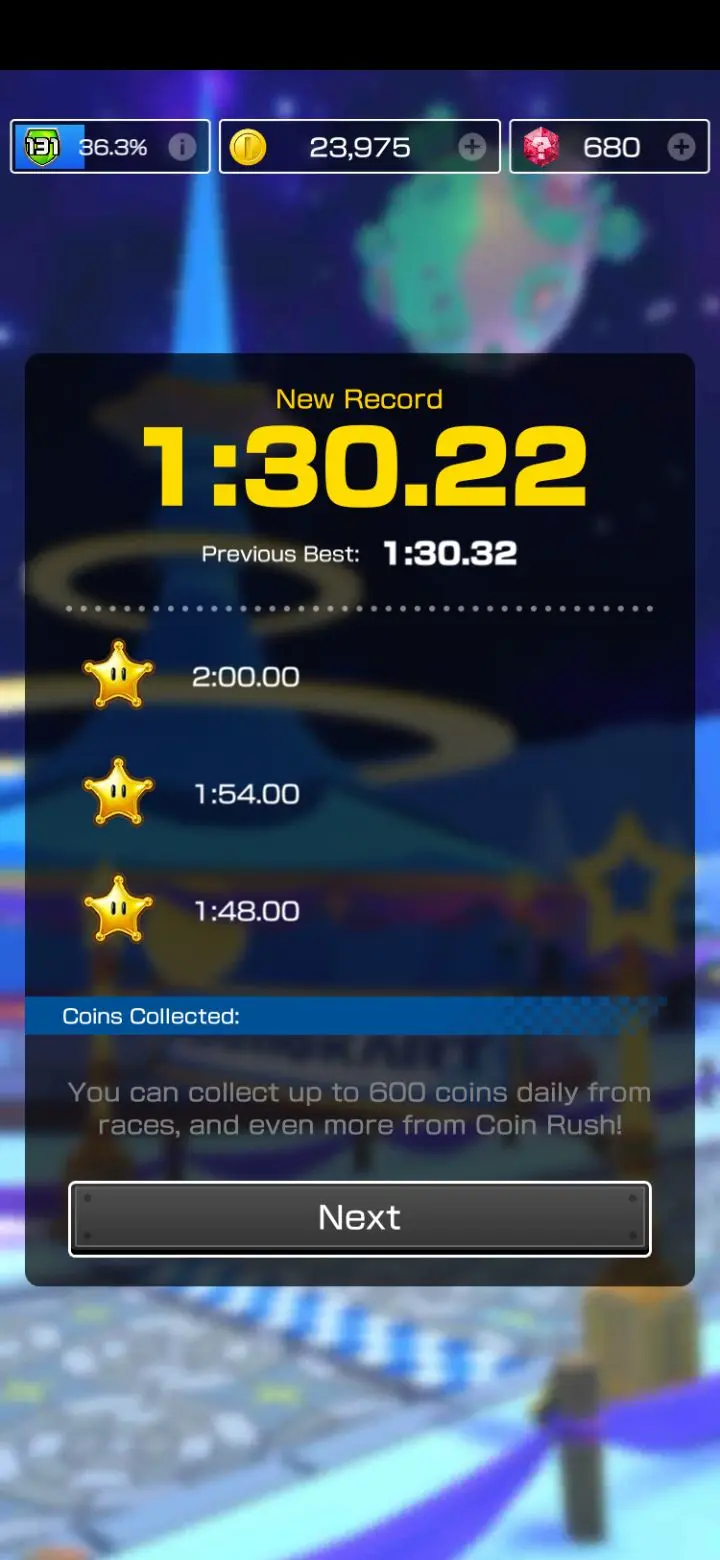 131 36.3% i 23,975 + ? 680 +
New Record
1:30.22
Previous Best: 1:30.32
2:00.00
1:54.00
1:48.00
Coins Collected:
You can collect up to 600 coins daily from
races, and even more from Coin Rush!
Next